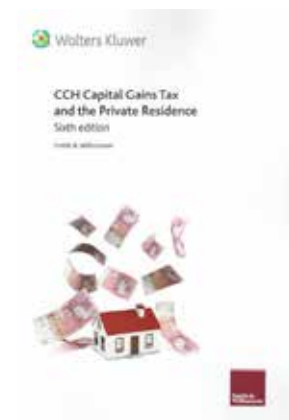 Wolters Kluwer
CCH Capital Gains Tax
and the Private Residence
Sixth edition